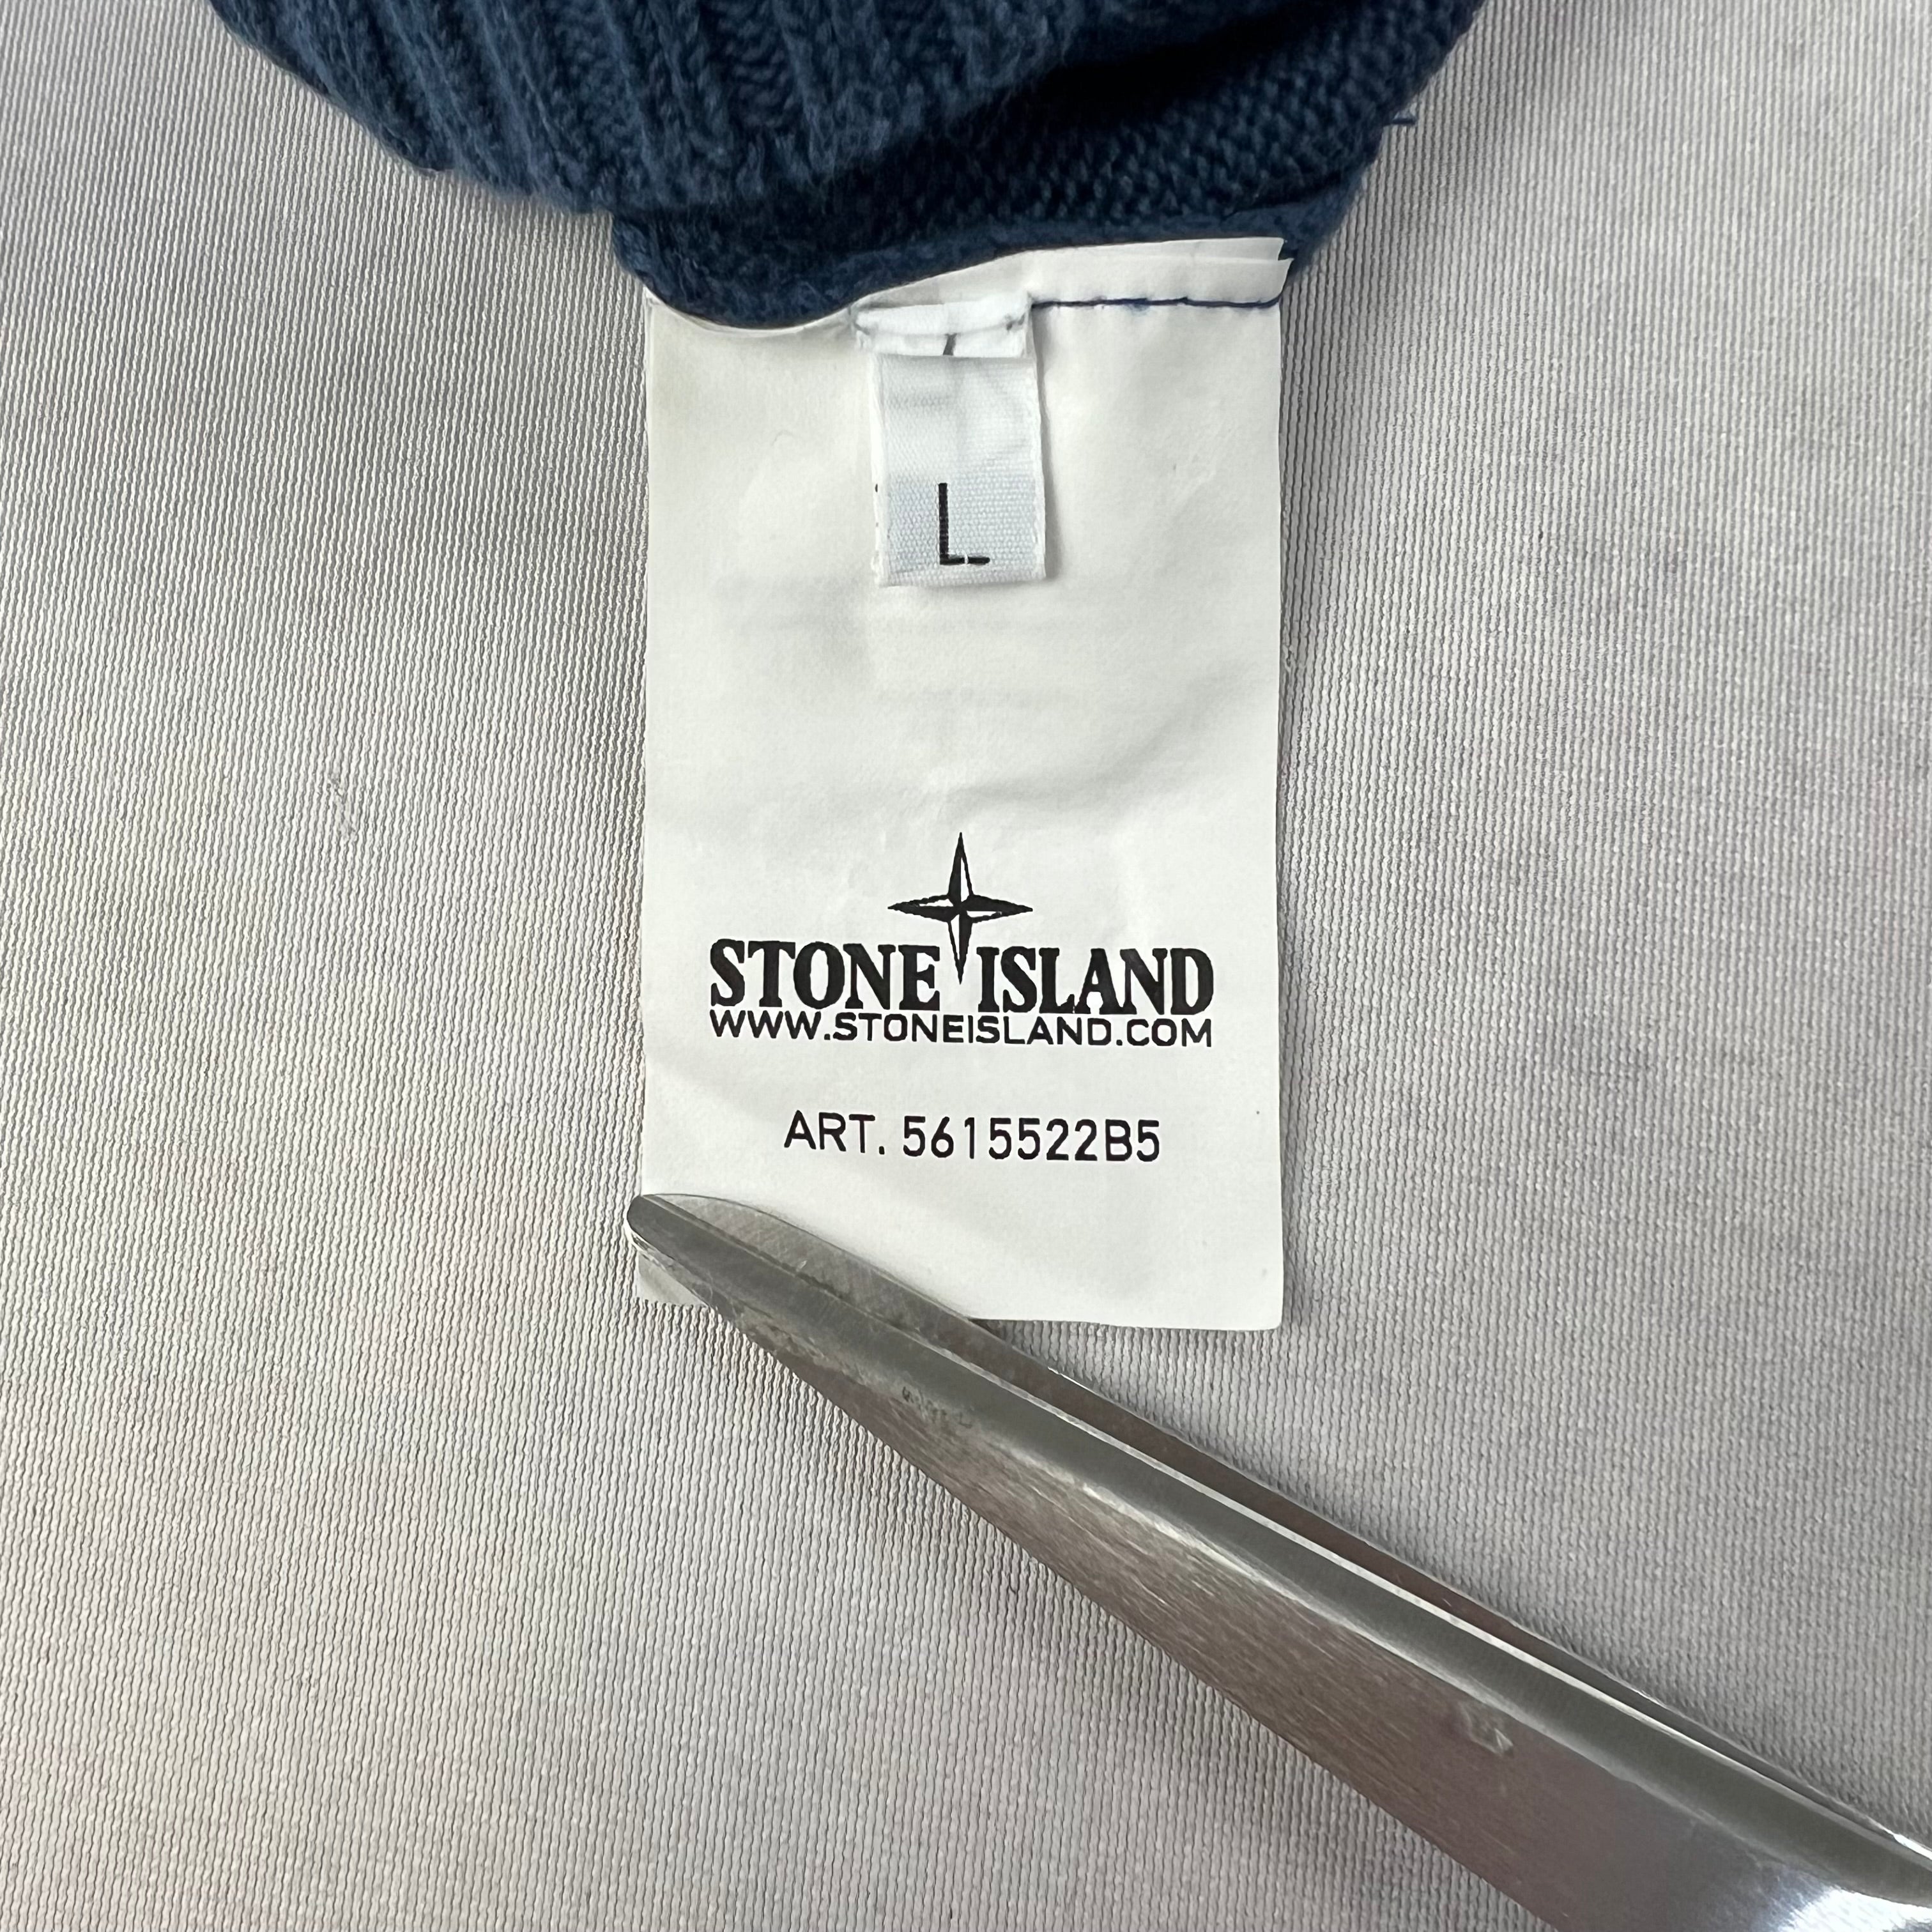 L
STONE ISLAND
WWW.STONEISLAND.COM
ART. 5615522B5